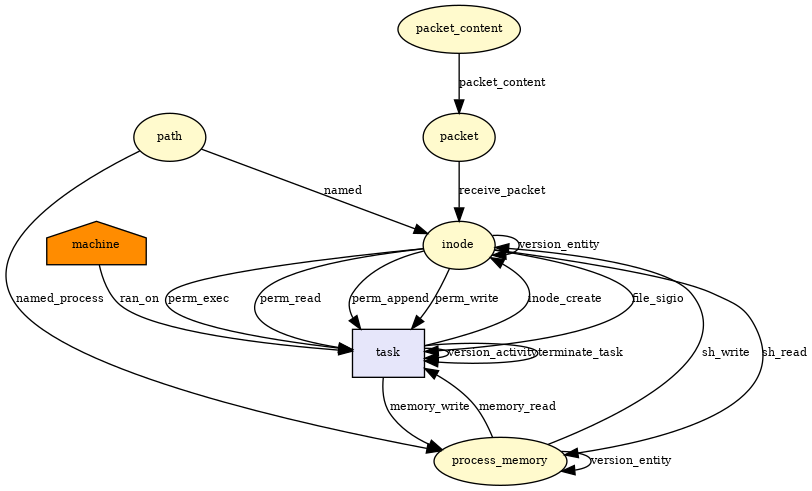 packet_content
packet_content
path
packet
named
receive_packet
machine
inode
version_entity
named_process
ran_on
perm_exec
perm_read
perm_append
perm_write
inode_create
file_sigio
task
version_activity
terminate_task
sh_write
sh_read
memory_write
memory_read
process_memory
version_entity